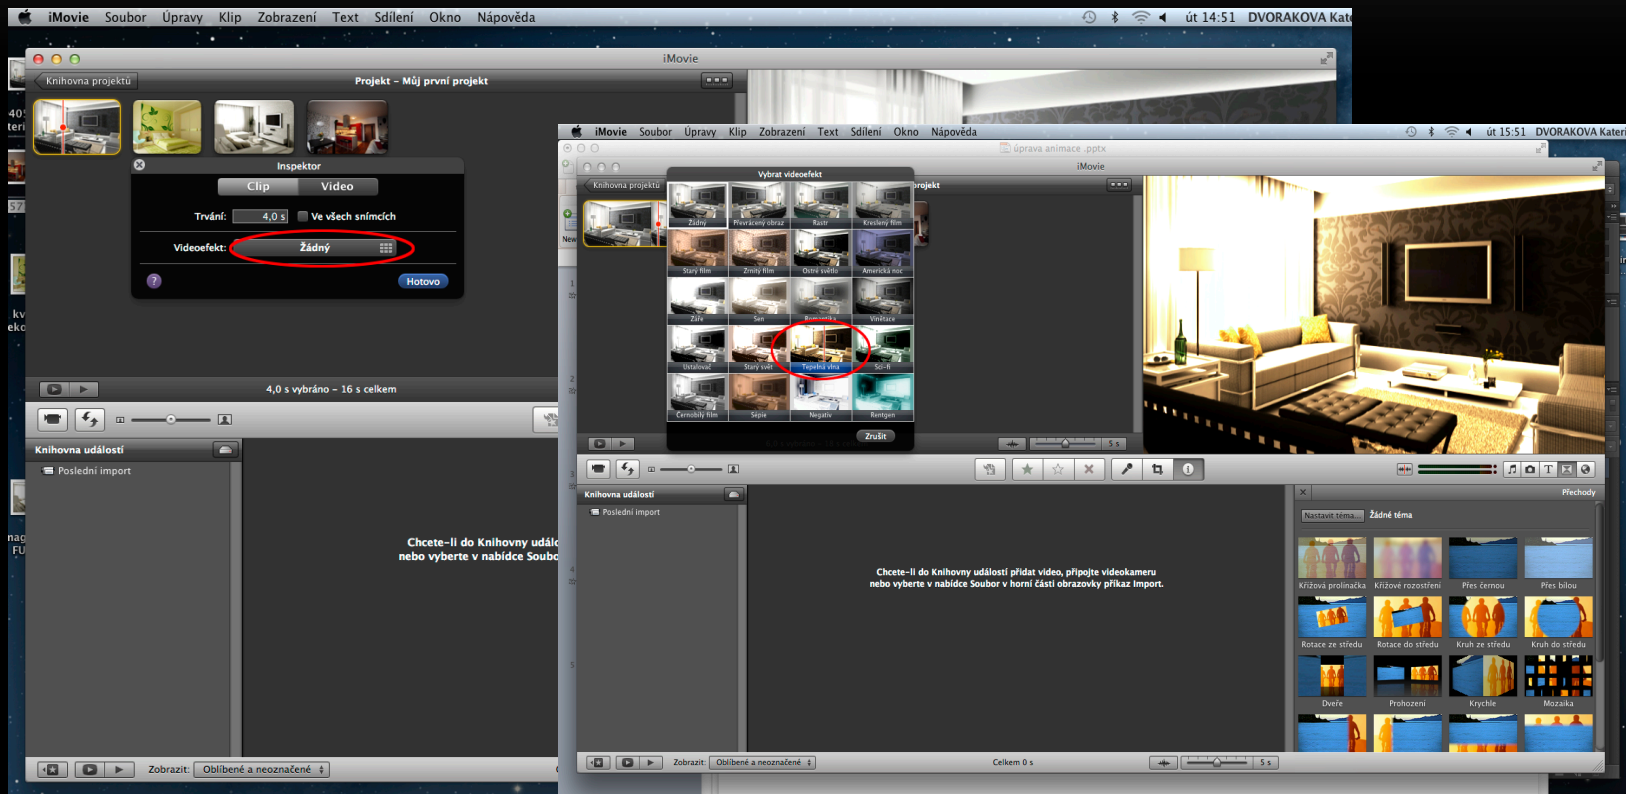 iMovie Soubor Úpravy Klip Zobrazení Text Sdílení Okno Nápověda
út 14:51 DVORAKOVA Kate
iMovie
Knihovna projektů
Projekt – Můj první projekt
Inspektor
Clip Video
Trvání: 4,0 s Ve všech snímcích
Videoefekt: Žádný
? Hotovo
4,0 s vybráno – 16 s celkem
Knihovna událostí
Poslední import
Chcete-li do Knihovny událo
nebo vyberte v nabídce Soubo
Zobrazit: Oblíbené a neoznačené
iMovie Soubor Úpravy Klip Zobrazení Text Sdílení Okno Nápověda
út 15:51 DVORAKOVA Kateri
úprava animace .pptx
iMovie
Knihovna projektů
rojekt
New
Vybrat videoefekt
Žádný Převrácený obraz Rastr Kreslený film
Starý film Zrnitý film Ostré světlo Americká noc
Záře Sen Romantika Vinětace
Ustalovač Starý svět Tepelná vlna Sci-fi
Černobílý film Sépie Negativ Rentgen
Zrušit
5 s
Knihovna událostí
Poslední import
Chcete-li do Knihovny událostí přidat video, připojte videokameru
nebo vyberte v nabídce Soubor v horní části obrazovky příkaz Import.
Přechody
Nastavit téma... Žádné téma
Křížová prolínačka Křížové rozostření Přes černou Přes bílou
Rotace ze středu Rotace do středu Kruh ze středu Kruh do středu
Dveře Prohození Krychle Mozaika
Zobrazit: Oblíbené a neoznačené
Celkem 0 s
5 s